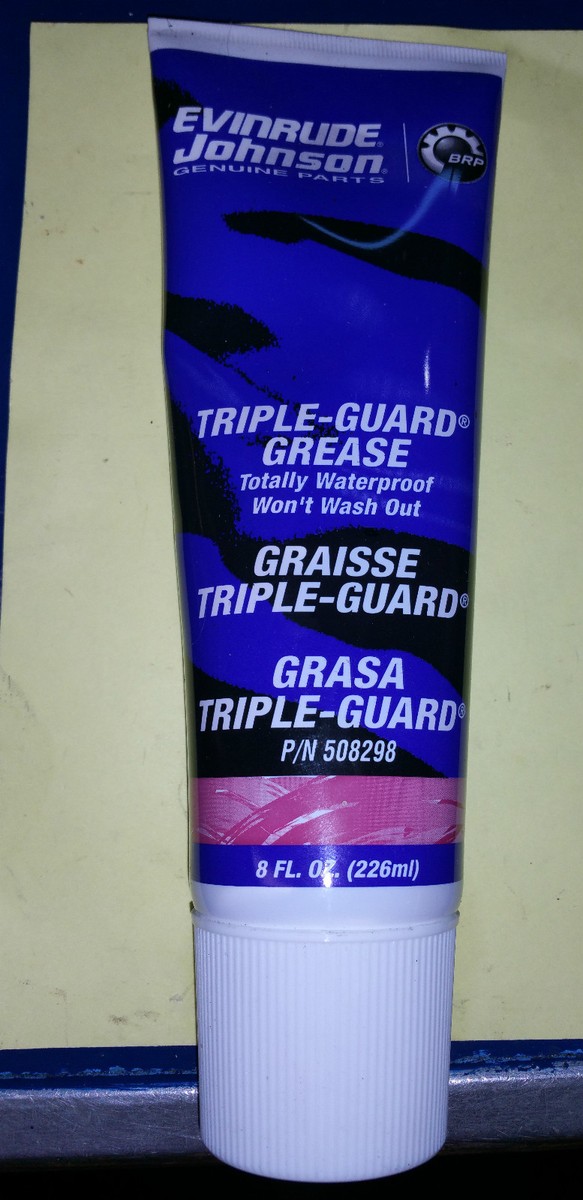 EVINRUDE®
Johnson®
GENUINE PARTS
BRP
TRIPLE-GUARD®
GREASE
Totally Waterproof
Won't Wash Out
GRAISSE
TRIPLE-GUARD®
GRASA
TRIPLE-GUARD®
P/N 508298
8 FL. OZ. (226ml)